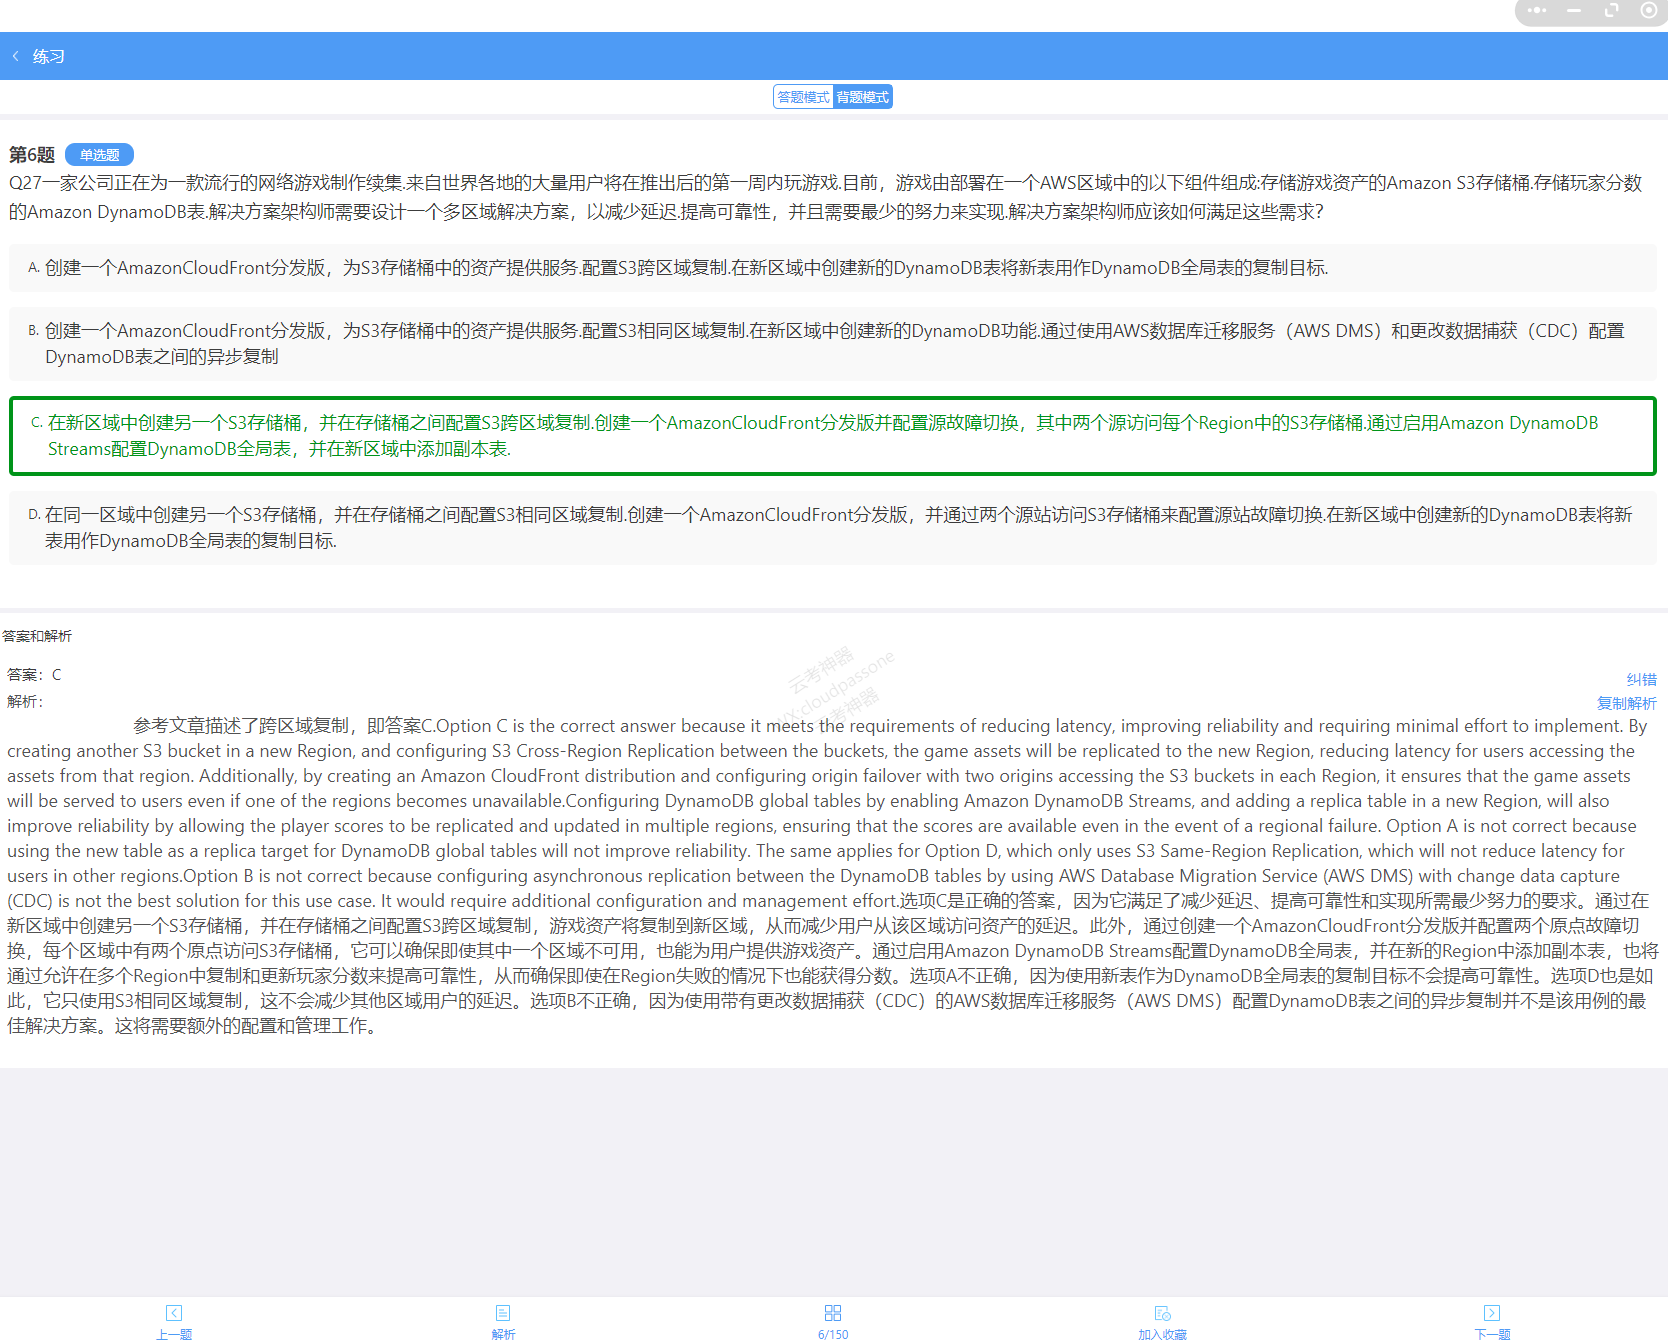 练习
答题模式 背题模式
第6题 单选题
Q27一家公司正在为一款流行的网络游戏制作续集.来自世界各地的大量用户将在推出后的第一周内玩游戏.目前，游戏由部署在一个AWS区域中的以下组件组成:存储游戏资产的Amazon S3存储桶.存储玩家分数
的Amazon DynamoDB表.解决方案架构师需要设计一个多区域解决方案，以减少延迟.提高可靠性，并且需要最少的努力来实现.解决方案架构师应该如何满足这些需求?
A. 创建一个AmazonCloudFront分发版，为S3存储桶中的资产提供服务.配置S3跨区域复制.在新区域中创建新的DynamoDB表将新表用作DynamoDB全局表的复制目标.
B. 创建一个AmazonCloudFront分发版，为S3存储桶中的资产提供服务.配置S3相同区域复制.在新区域中创建新的DynamoDB功能.通过使用AWS数据库迁移服务（AWS DMS）和更改数据捕获（CDC）配置
DynamoDB表之间的异步复制
C. 在新区域中创建另一个S3存储桶，并在存储桶之间配置S3跨区域复制.创建一个AmazonCloudFront分发版并配置源故障切换，其中两个源访问每个Region中的S3存储桶.通过启用Amazon DynamoDB
Streams配置DynamoDB全局表，并在新区域中添加副本表.
D. 在同一区域中创建另一个S3存储桶，并在存储桶之间配置S3相同区域复制.创建一个AmazonCloudFront分发版，并通过两个源站访问S3存储桶来配置源站故障切换.在新区域中创建新的DynamoDB表将新
表用作DynamoDB全局表的复制目标.
答案和解析
云考神器
VX:cloudpassone
云考神器
答案：C
纠错
解析：
复制解析
参考文章描述了跨区域复制，即答案C.Option C is the correct answer because it meets the requirements of reducing latency, improving reliability and requiring minimal effort to implement. By
creating another S3 bucket in a new Region, and configuring S3 Cross-Region Replication between the buckets, the game assets will be replicated to the new Region, reducing latency for users accessing the
assets from that region. Additionally, by creating an Amazon CloudFront distribution and configuring origin failover with two origins accessing the S3 buckets in each Region, it ensures that the game assets
will be served to users even if one of the regions becomes unavailable.Configuring DynamoDB global tables by enabling Amazon DynamoDB Streams, and adding a replica table in a new Region, will also
improve reliability by allowing the player scores to be replicated and updated in multiple regions, ensuring that the scores are available even in the event of a regional failure. Option A is not correct because
using the new table as a replica target for DynamoDB global tables will not improve reliability. The same applies for Option D, which only uses S3 Same-Region Replication, which will not reduce latency for
users in other regions.Option B is not correct because configuring asynchronous replication between the DynamoDB tables by using AWS Database Migration Service (AWS DMS) with change data capture
(CDC) is not the best solution for this use case. It would require additional configuration and management effort.选项C是正确的答案，因为它满足了减少延迟、提高可靠性和实现所需最少努力的要求。通过在
新区域中创建另一个S3存储桶，并在存储桶之间配置S3跨区域复制，游戏资产将复制到新区域，从而减少用户从该区域访问资产的延迟。此外，通过创建一个AmazonCloudFront分发版并配置两个原点故障切
换，每个区域中有两个原点访问S3存储桶，它可以确保即使其中一个区域不可用，也能为用户提供游戏资产。通过启用Amazon DynamoDB Streams配置DynamoDB全局表，并在新的Region中添加副本表，也将
通过允许在多个Region中复制和更新玩家分数来提高可靠性，从而确保即使在Region失败的情况下也能获得分数。选项A不正确，因为使用新表作为DynamoDB全局表的复制目标不会提高可靠性。选项D也是如
此，它只使用S3相同区域复制，这不会减少其他区域用户的延迟。选项B不正确，因为使用带有更改数据捕获（CDC）的AWS数据库迁移服务（AWS DMS）配置DynamoDB表之间的异步复制并不是该用例的最
佳解决方案。这将需要额外的配置和管理工作。
上一题 解析 6/150 加入收藏 下一题